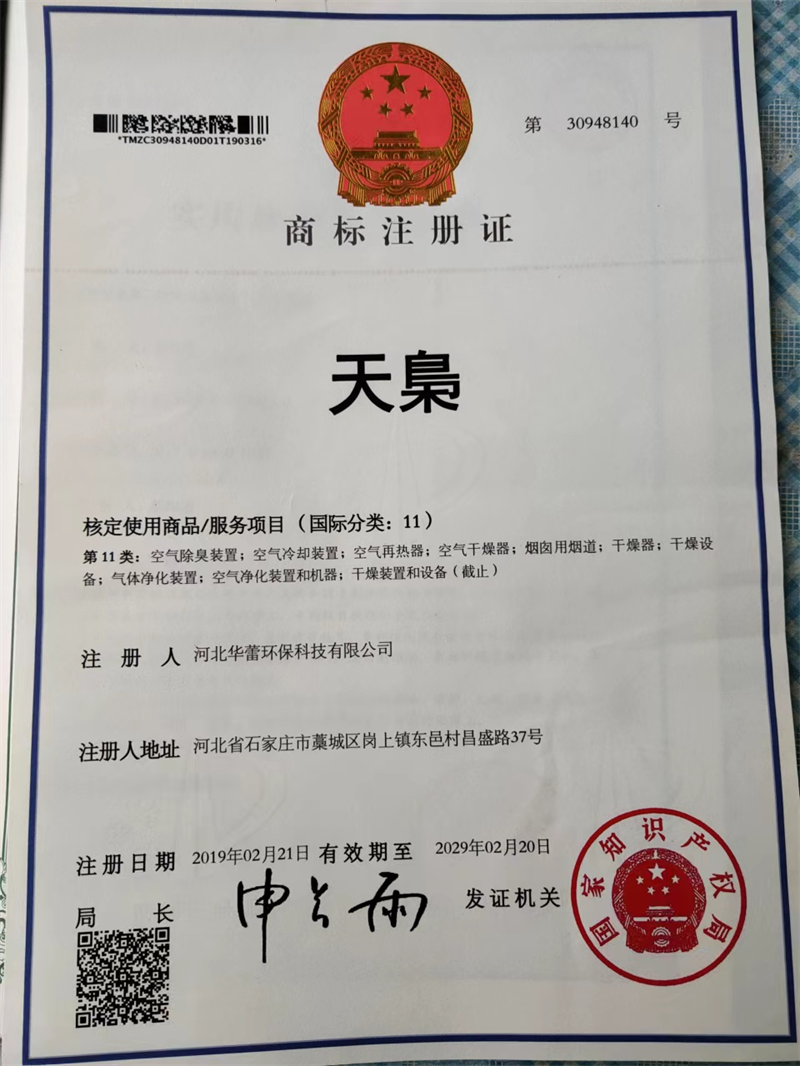 *TMZC30948140D01T190316*
第 30948140 号
商标注册证
天梟
核定使用商品/服务项目（国际分类：11）
第11类：空气除臭装置；空气冷却装置；空气再热器；空气干燥器；烟囱用烟道；干燥器；干燥设
备；气体净化装置；空气净化装置和机器；干燥装置和设备（截止）
注册人 河北华蕾环保科技有限公司
注册人地址 河北省石家庄市藁城区岗上镇东邑村昌盛路37号
注册日期 2019年02月21日 有效期至 2029年02月20日
局长 申长雨 发证机关
国家知识产权局